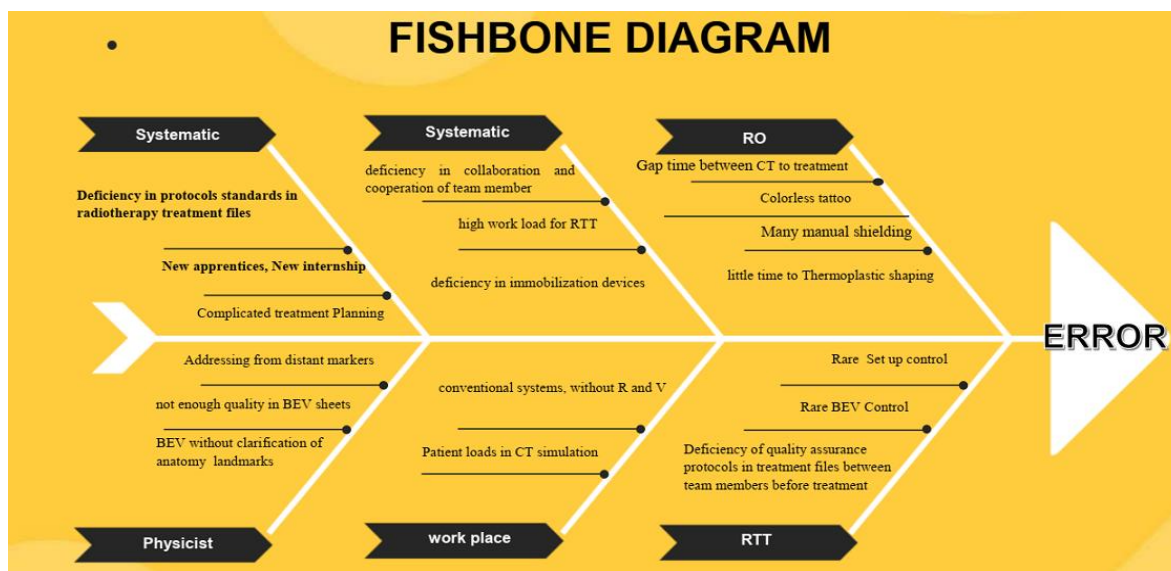 FISHBONE DIAGRAM
Systematic
Deficiency in protocols standards in
radiotherapy treatment files
New apprentices, New internship
Complicated treatment Planning
Systematic
deficiency in collaboration and
cooperation of team member
high work load for RTT
deficiency in immobilization devices
RO
Gap time between CT to treatment
Colorless tattoo
Many manual shielding
little time to Thermoplastic shaping
ERROR
Addressing from distant markers
not enough quality in BEV sheets
BEV without clarification of
anatomy landmarks
Physicist
conventional systems, without R and V
Patient loads in CT simulation
work place
Rare Set up control
Rare BEV Control
Deficiency of quality assurance
protocols in treatment files between
team members before treatment
RTT